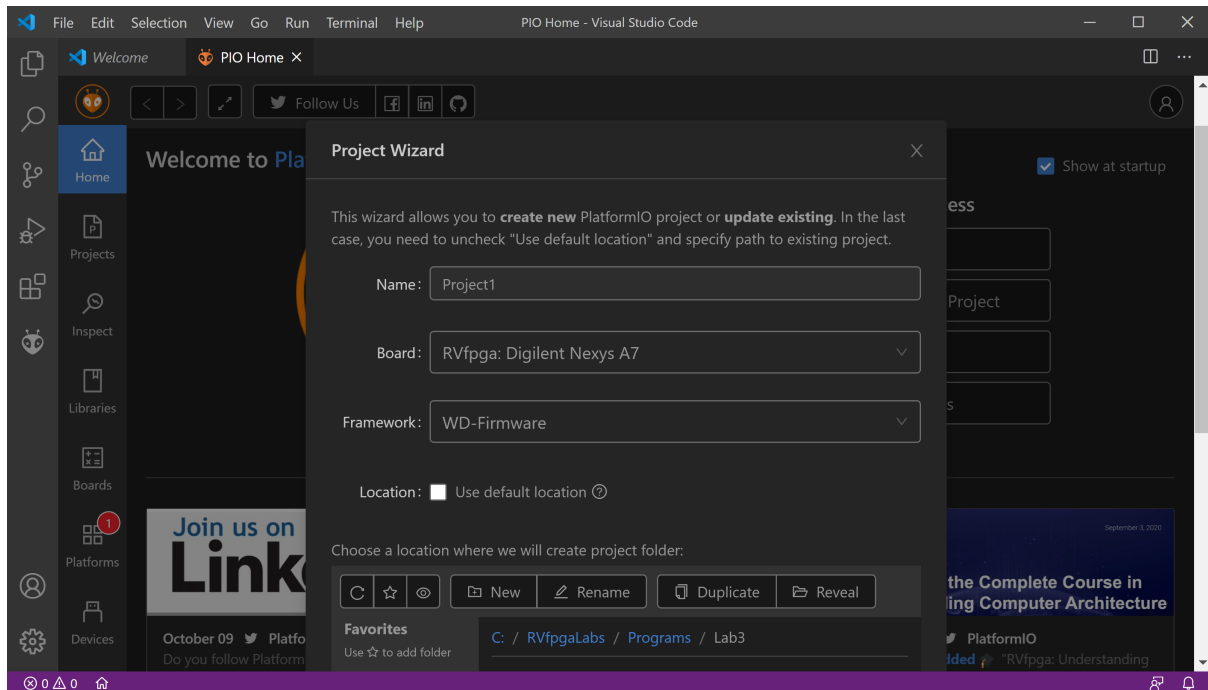 File Edit Selection View Go Run Terminal Help PIO Home - Visual Studio Code
Welcome PIO Home
Follow Us
Home
Welcome to Pla
Project Wizard
Show at startup
This wizard allows you to create new PlatformIO project or update existing. In the last
case, you need to uncheck "Use default location" and specify path to existing project.
ess
Projects
Name: Project1
Project
Inspect
Board: RVfpga: Digilent Nexys A7
Libraries
Framework: WD-Firmware
s
Boards
Location: Use default location
Join us on
Link
September 3, 2020
1
Platforms
Choose a location where we will create project folder:
New Rename Duplicate Reveal
the Complete Course in
ing Computer Architecture
Devices
Favorites
Use to add folder
C: / RVfpgaLabs / Programs / Lab3
October 09 Platfo
Do you follow Platform
PlatformIO
dded "RVfpga: Understanding
0 0